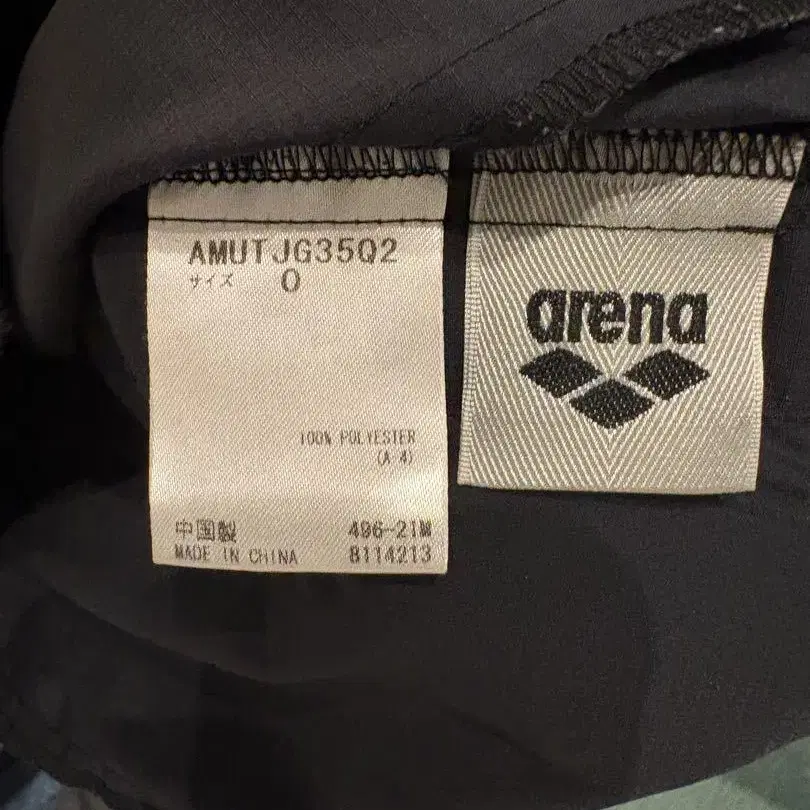 AMUTJG35Q2
サイズ O
100% POLYESTER
(A 4)
中国製 496-21M
MADE IN CHINA 8114213
arena